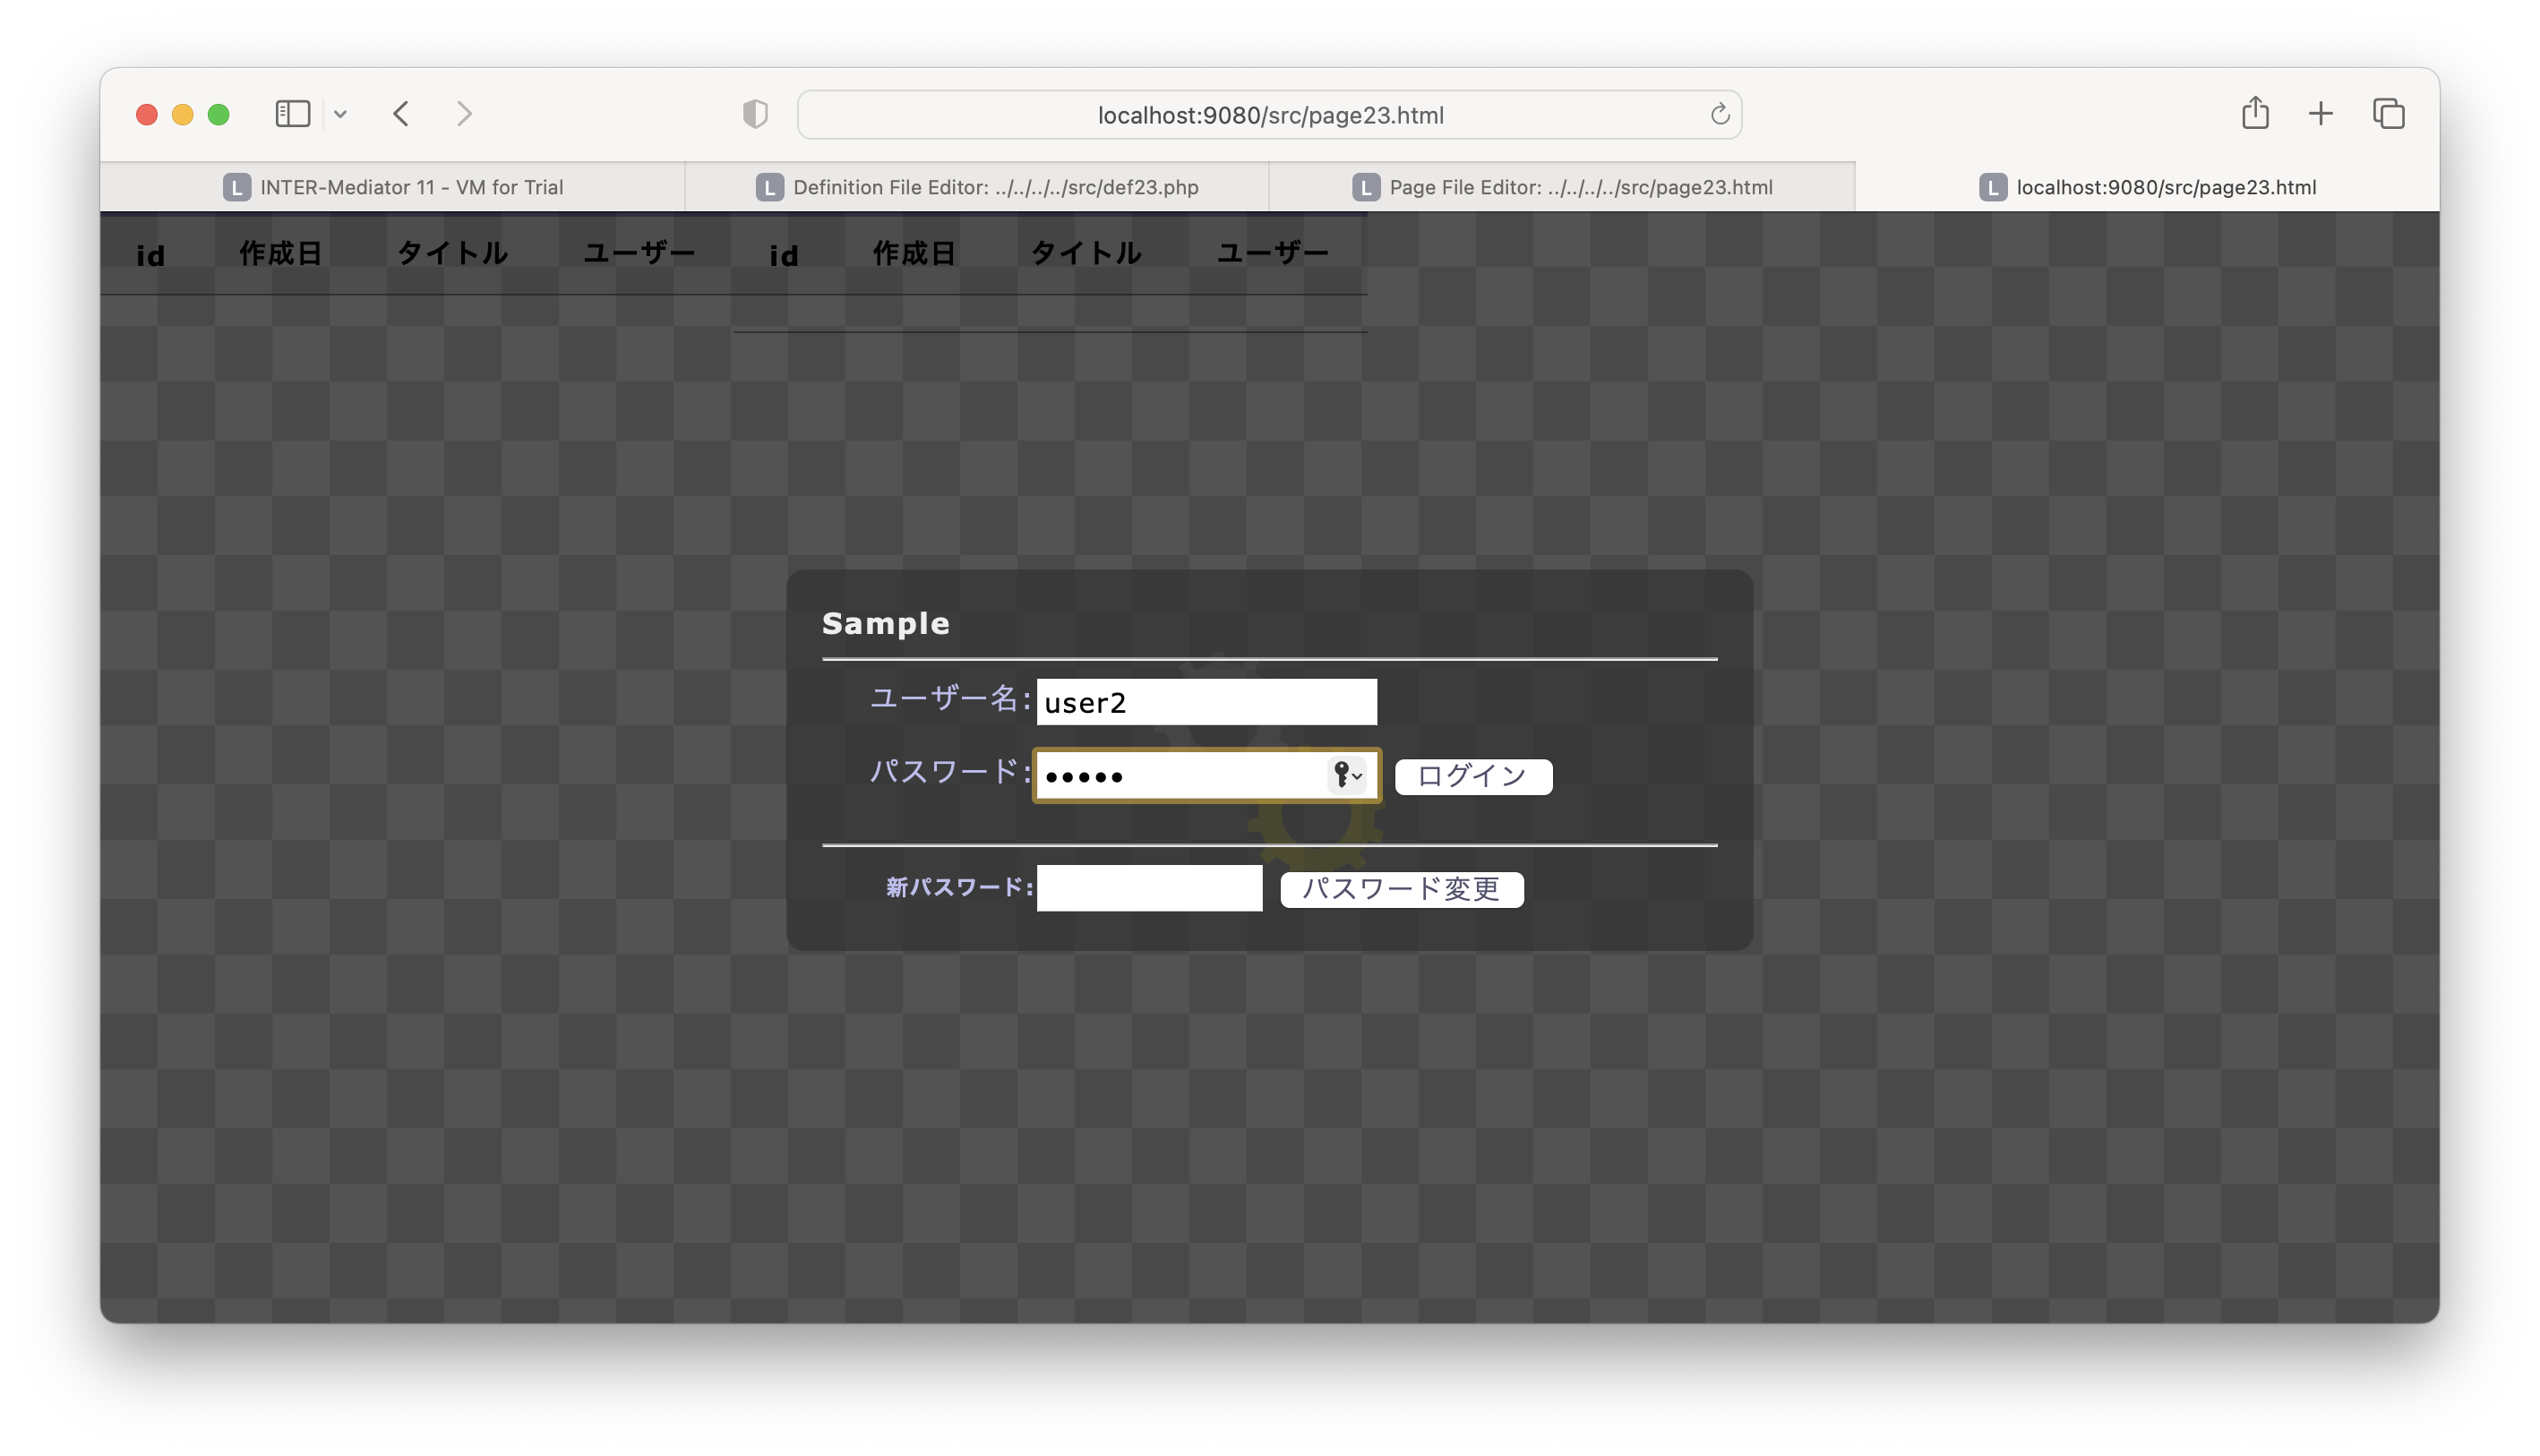 localhost:9080/src/page23.html
L INTER-Mediator 11 - VM for Trial
L Definition File Editor: ../../../../src/def23.php
L Page File Editor: ../../../../src/page23.html
L localhost:9080/src/page23.html
id 作成日 タイトル ユーザー id 作成日 タイトル ユーザー
Sample
ユーザー名: user2
パスワード: ••••• ログイン
新パスワード: パスワード変更